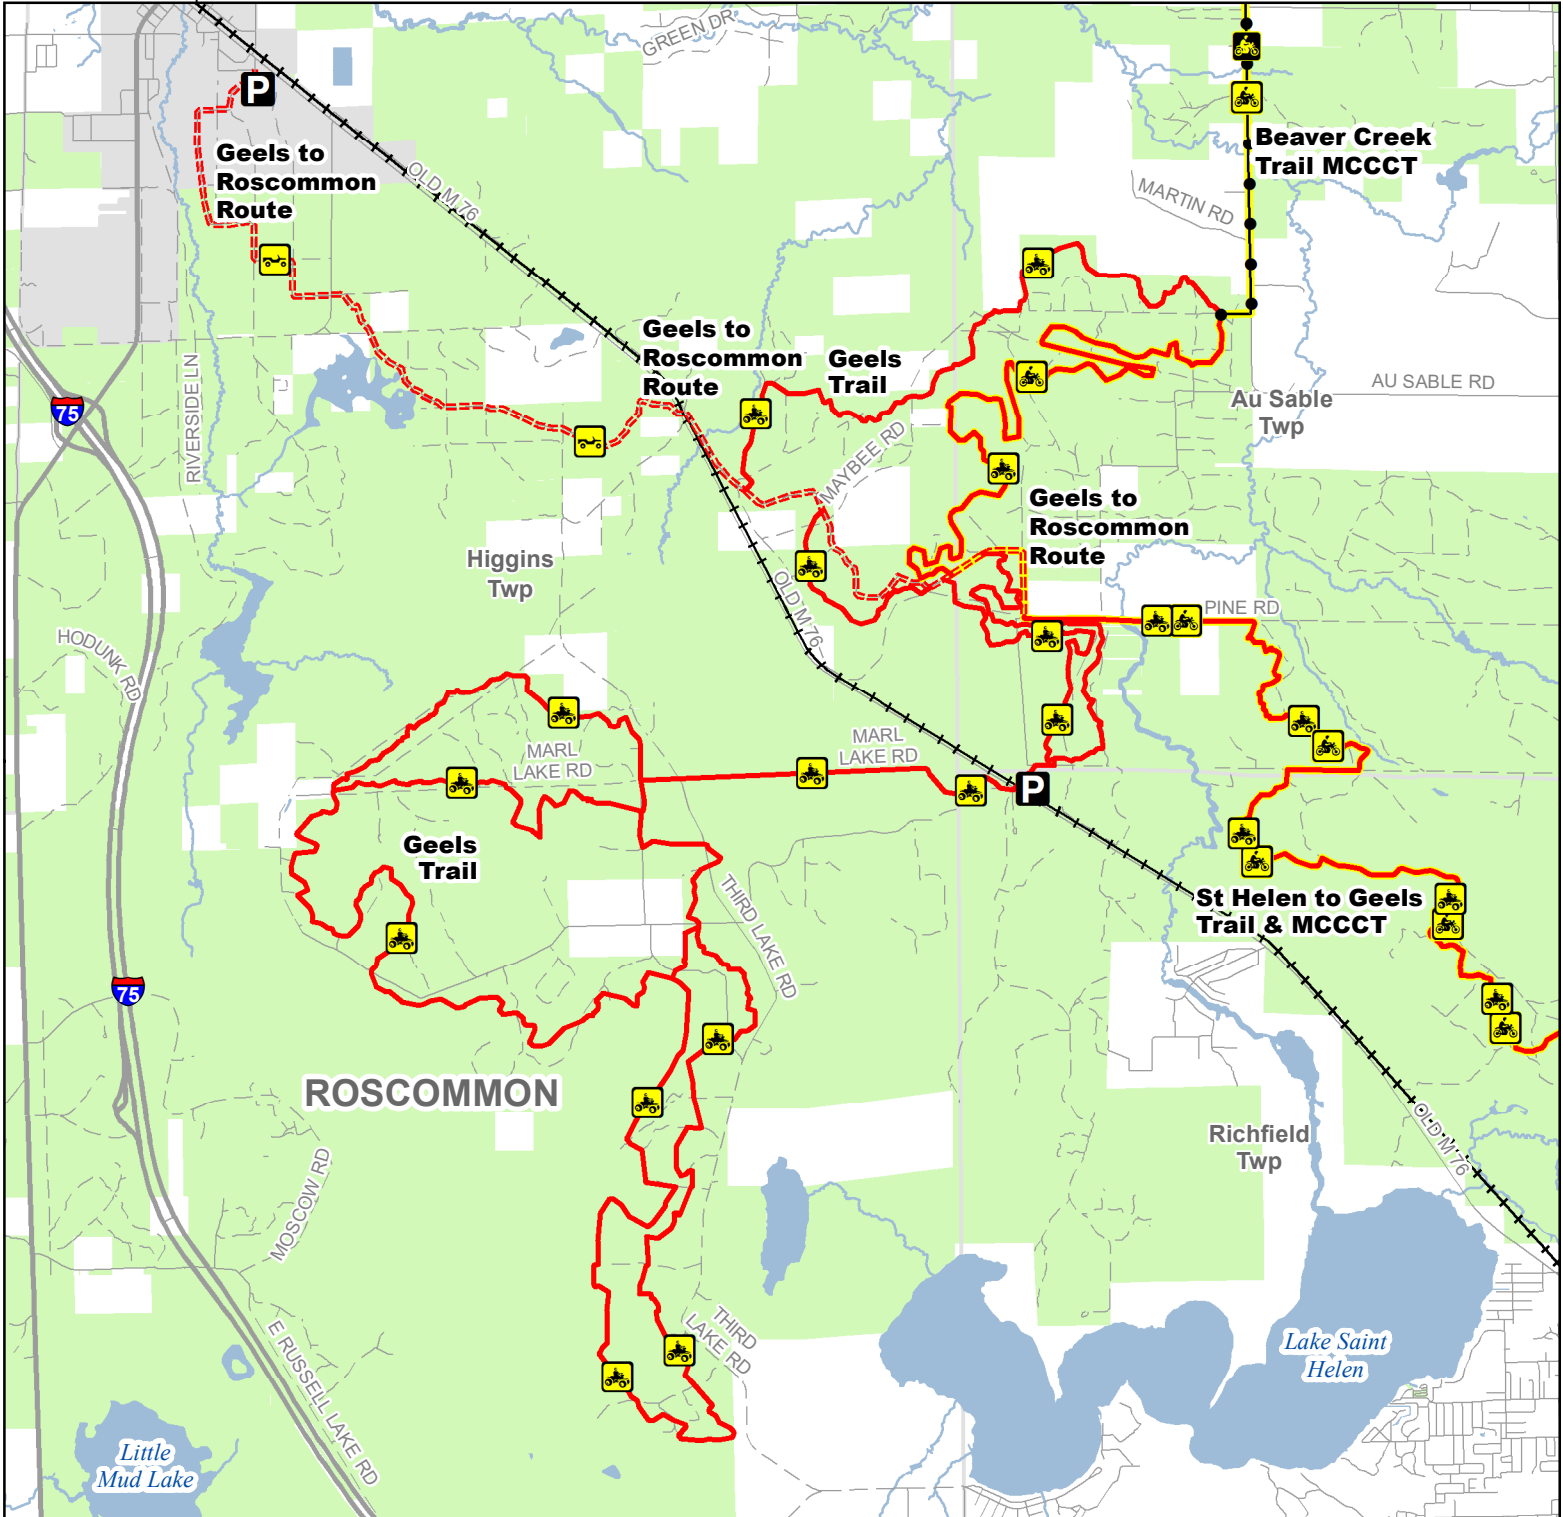 GREEN DR
P
Beaver Creek
Trail MCCCT
Geels to
Roscommon
Route
OLD M 76
MARTIN RD
Geels to
Roscommon
Route
Geels
Trail
RIVERSIDE LN
AU SABLE RD
Au Sable
Twp
75
MAYBEE RD
Geels to
Roscommon
Route
Higgins
Twp
OLD M 76
PINE RD
HODUNK RD
MARL
LAKE RD
MARL
LAKE RD
P
Geels
Trail
THIRD LAKE RD
St Helen to Geels
Trail & MCCCT
75
ROSCOMMON
OLD M 76
Richfield
Twp
MOSCOW RD
THIRD
LAKE RD
E RUSSELL LAKE RD
Lake Saint
Helen
Little
Mud Lake